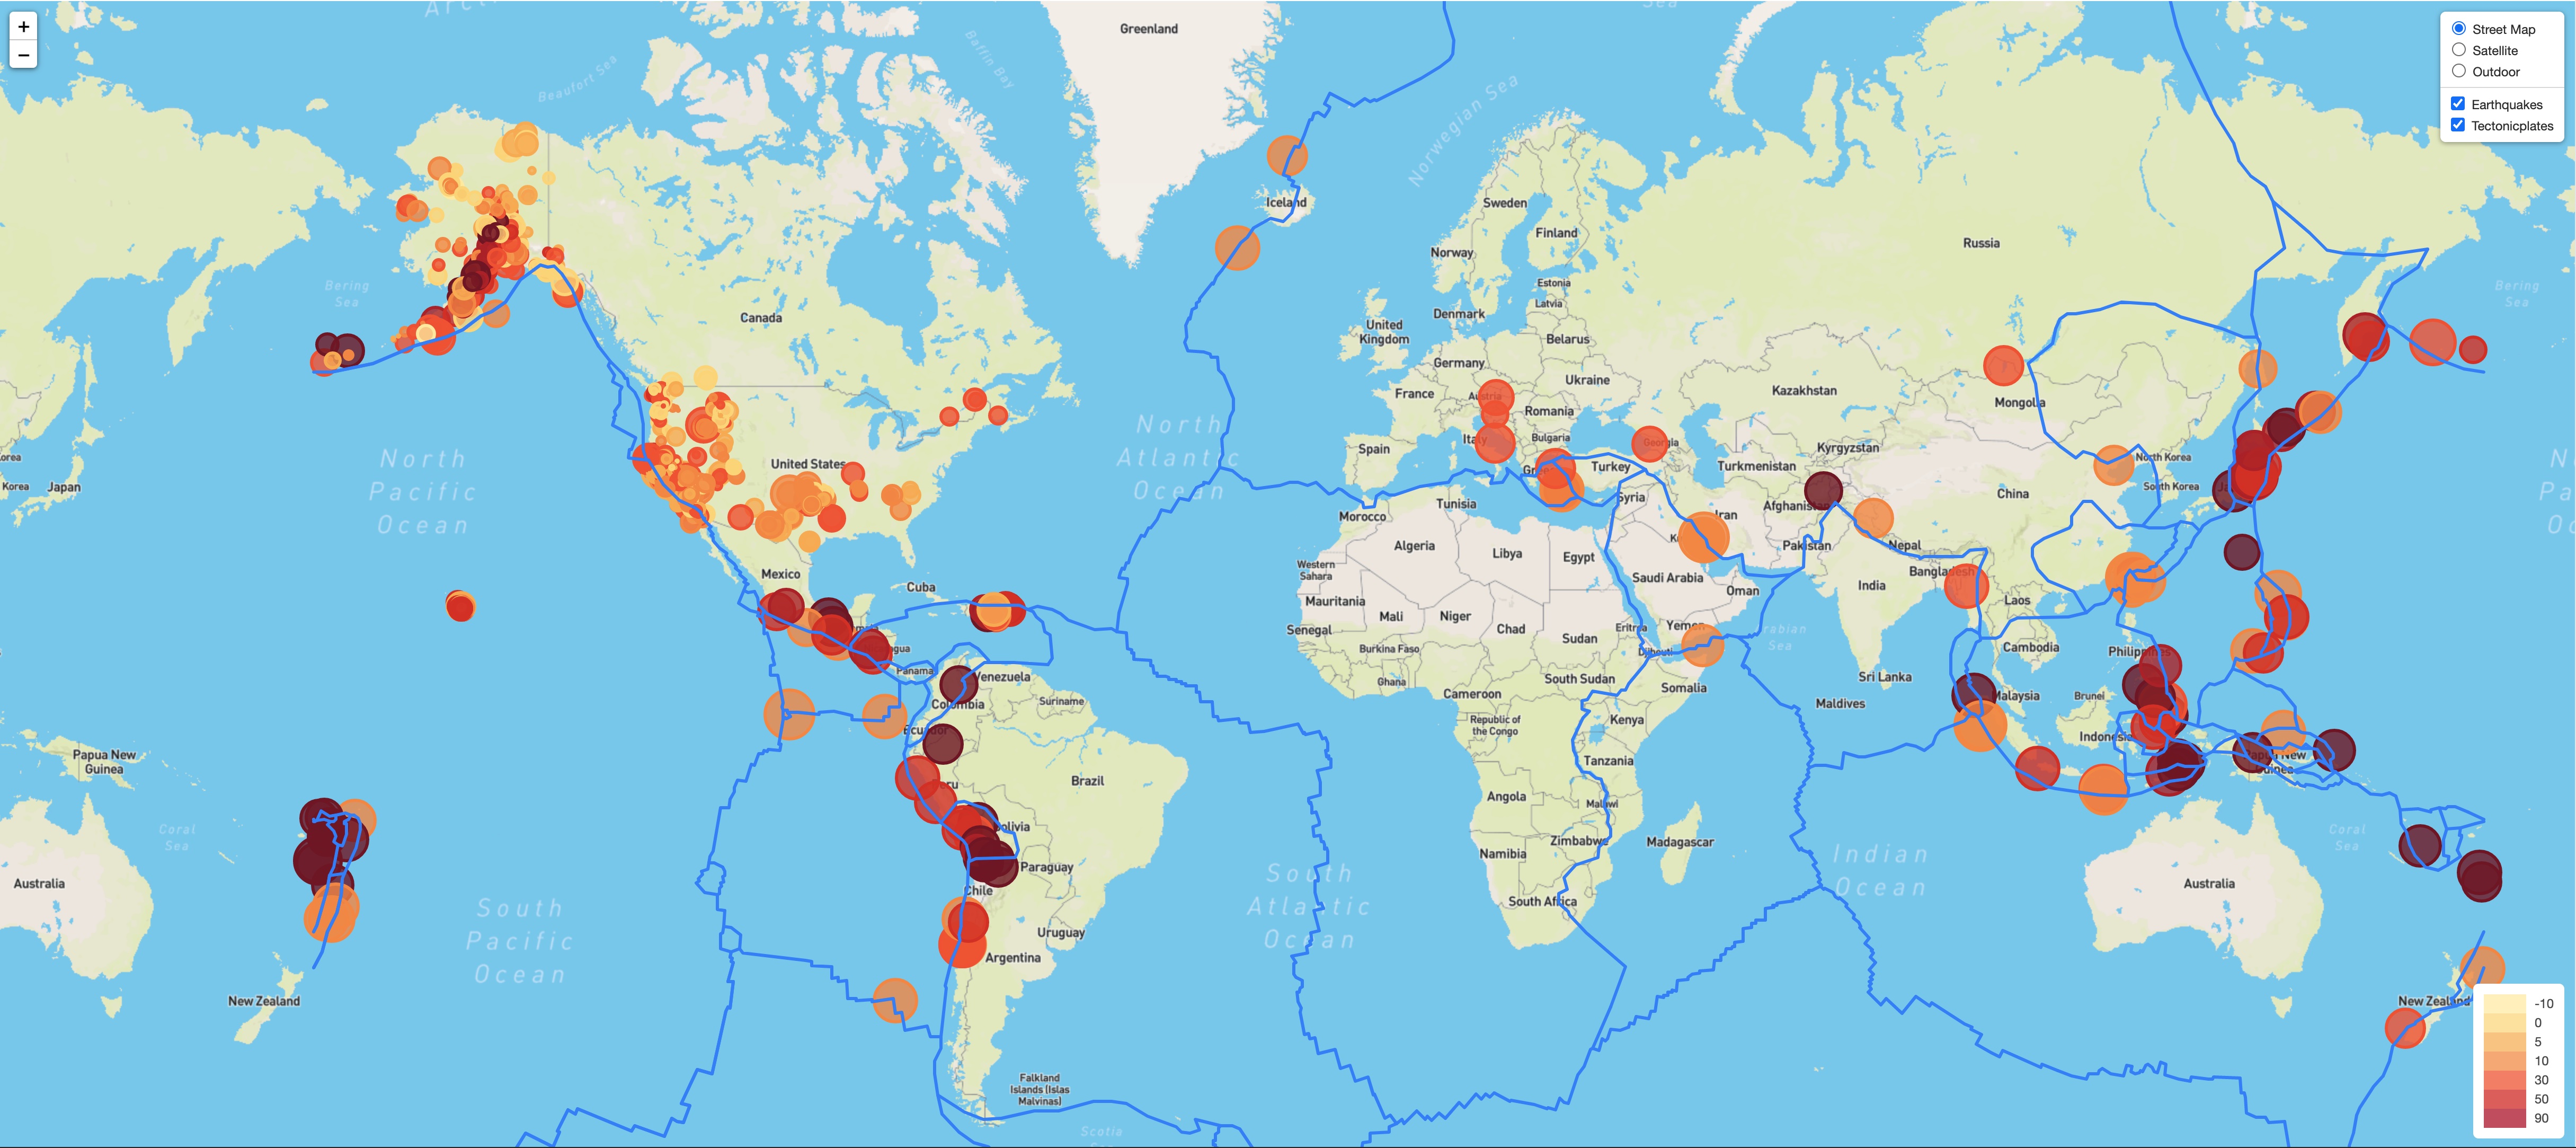 +
−
Street Map
Satellite
Outdoor
Earthquakes
Tectonicplates
Greenland
Beaufort Sea
Baffin Bay
Norwegian Sea
Iceland
Sweden
Finland
Norway
Russia
Estonia
Latvia
Bering
Sea
Bering
Sea
Canada
United
Kingdom
Denmark
Belarus
Germany
Ukraine
France
Austria
Romania
Kazakhstan
Mongolia
North
Pacific
Ocean
Korea
Japan
United States
North
Atlantic
Ocean
Spain
Italy
Bulgaria
Georgia
Turkey
Turkmenistan
Kyrgyzstan
North Korea
South Korea
China
Tunisia
Syria
Iran
Afghanistan
Morocco
Algeria
Libya
Egypt
Pakistan
Nepal
Mexico
Cuba
Western
Sahara
Saudi Arabia
Oman
India
Bangladesh
Mauritania
Mali
Niger
Chad
Sudan
Eritrea
Yemen
Laos
Senegal
Burkina Faso
Djibouti
Cambodia
Philippines
Panama
Venezuela
Colombia
Suriname
Ghana
Cameroon
South Sudan
Somalia
Sri Lanka
Maldives
Malaysia
Brunei
Ecuador
Republic of
the Congo
Kenya
Indonesia
Papua New
Guinea
Papua New
Guinea
Tanzania
Brazil
Angola
Malawi
Coral
Sea
Coral
Sea
Bolivia
Zimbabwe
Madagascar
Namibia
Indian
Ocean
Paraguay
Chile
Australia
Australia
South
Pacific
Ocean
South
Atlantic
Ocean
South Africa
Uruguay
Argentina
New Zealand
New Zealand
Falkland
Islands (Islas
Malvinas)
Scotia
-10
0
5
10
30
50
90